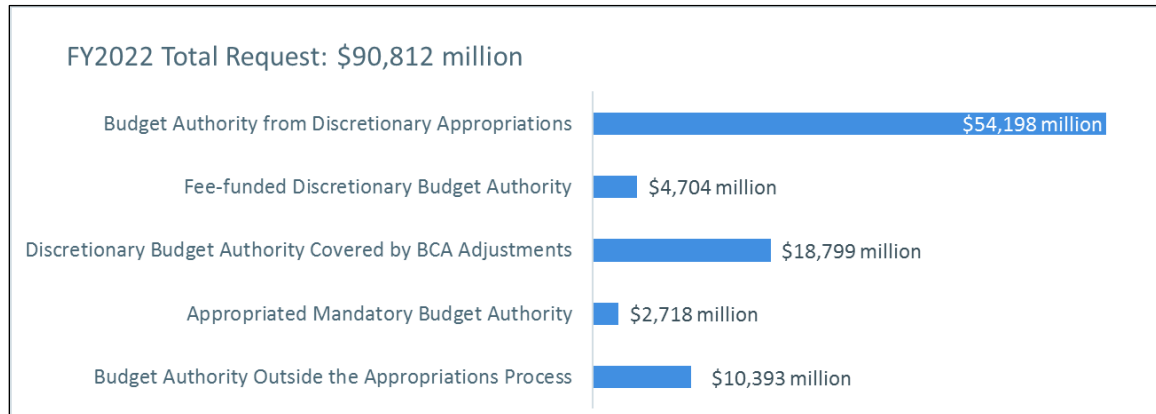 FY2022 Total Request: $90,812 million
Budget Authority from Discretionary Appropriations
$54,198 million
Fee-funded Discretionary Budget Authority
$4,704 million
Discretionary Budget Authority Covered by BCA Adjustments
$18,799 million
Appropriated Mandatory Budget Authority
$2,718 million
Budget Authority Outside the Appropriations Process
$10,393 million